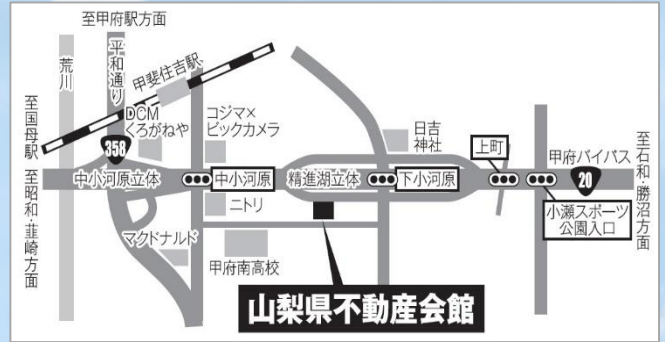 至甲府駅方面
荒川
平和通り
甲斐住吉駅
至国母駅
DCM
くろがねや
コジマ×
ビックカメラ
日吉
神社
上町
甲府バイパス
358
中小河原立体
中小河原
精進湖立体
下小河原
20
至石和・勝沼方面
至昭和・韮崎方面
ニトリ
小瀬スポーツ
公園入口
マクドナルド
甲府南高校
山梨県不動産会館